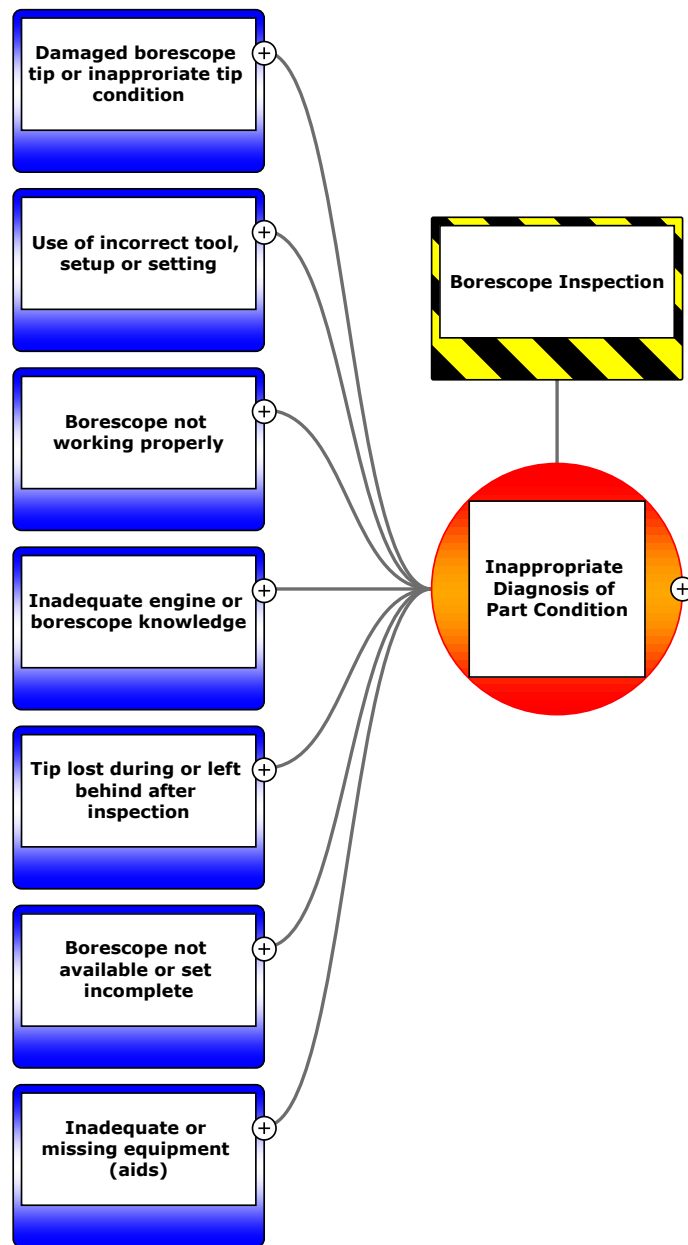 Damaged borescope
tip or inapproriate tip
condition
Use of incorrect tool,
setup or setting
Borescope not
working properly
Inadequate engine or
borescope knowledge
Tip lost during or left
behind after
inspection
Borescope not
available or set
incomplete
Inadequate or
missing equipment
(aids)
Borescope Inspection
Inappropriate
Diagnosis of
Part Condition